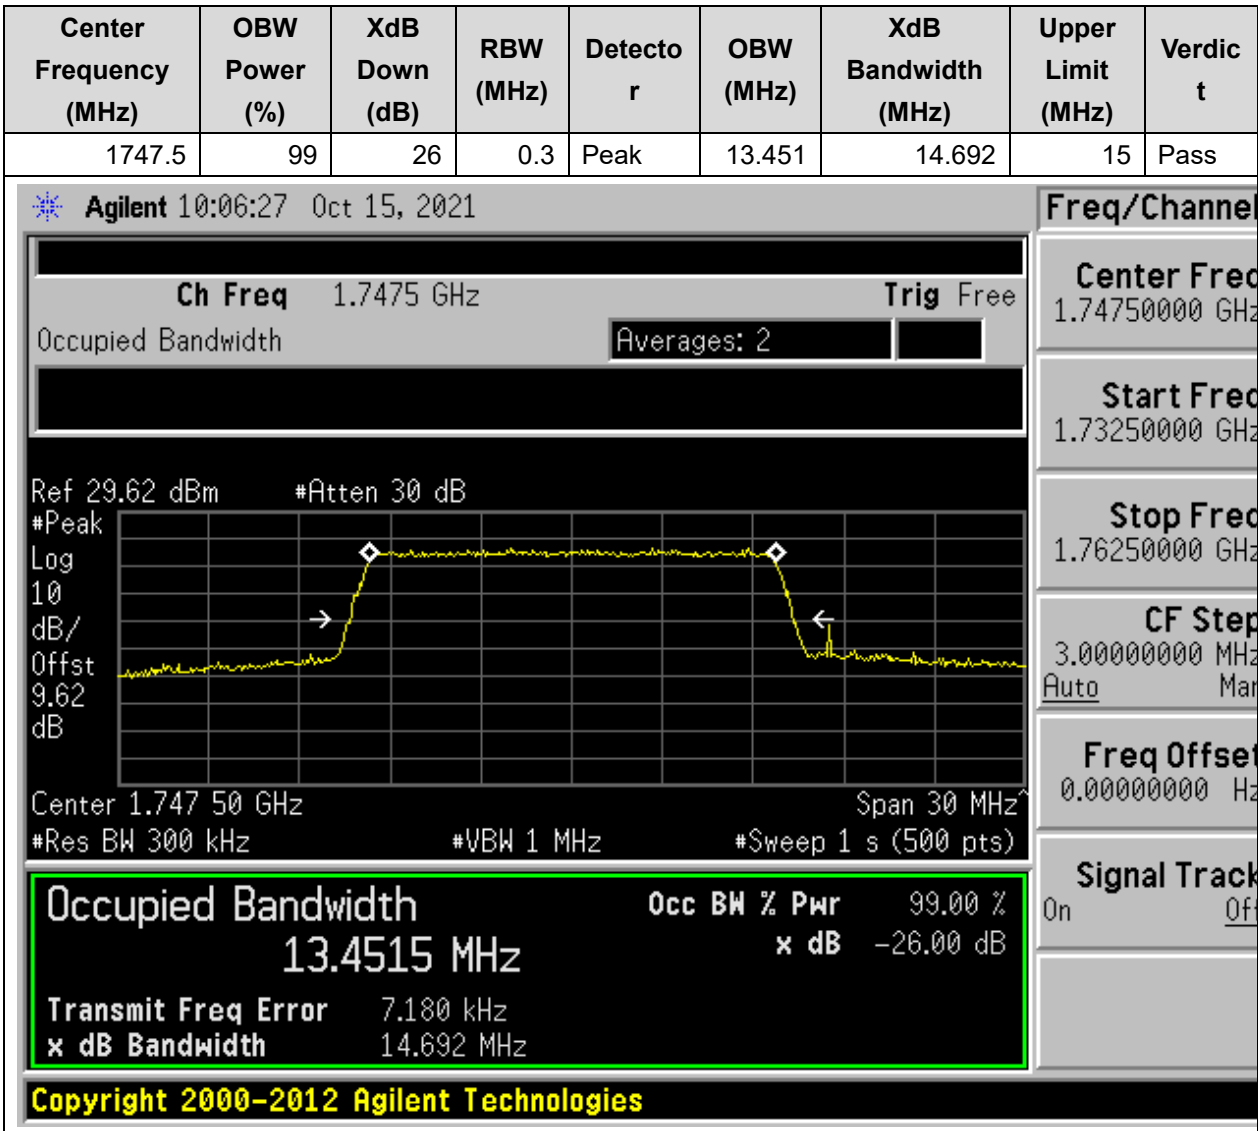 Center Frequency (MHz) OBW Power (%) XdB Down (dB) RBW (MHz) Detecto r OBW (MHz) XdB Bandwidth (MHz) Upper Limit (MHz) Verdic t
1747.5 99 26 0.3 Peak 13.451 14.692 15 Pass
Agilent 10:06:27 Oct 15, 2021
Freq/Channel
Ch Freq 1.7475 GHz Trig Free
Occupied Bandwidth Averages: 2
Center Freq
1.74750000 GHz
Start Freq
1.73250000 GHz
Stop Freq
1.76250000 GHz
CF Step
3.00000000 MHz
Auto Man
Freq Offset
0.00000000 Hz
Signal Track
On Off
Ref 29.62 dBm #Atten 30 dB
#Peak
Log
10
dB/
Offst
9.62
dB
Center 1.747 50 GHz Span 30 MHz^
#Res BW 300 kHz #VBW 1 MHz #Sweep 1 s (500 pts)
Occupied Bandwidth Occ BW % Pwr 99.00 %
13.4515 MHz x dB -26.00 dB
Transmit Freq Error 7.180 kHz
x dB Bandwidth 14.692 MHz
Copyright 2000-2012 Agilent Technologies